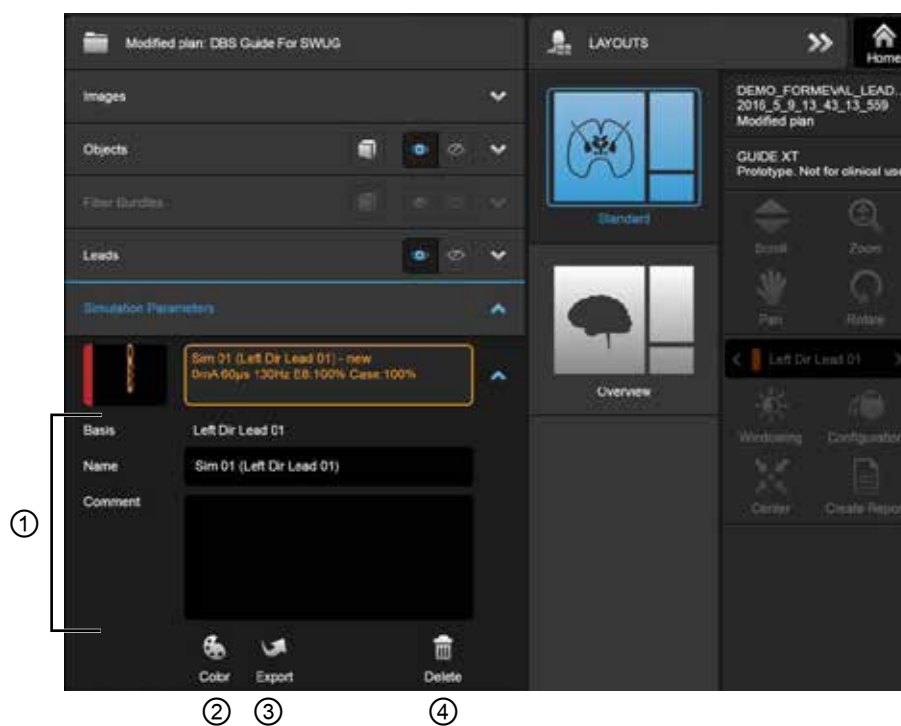 Modified plan: DBS Guide For SWUG
Images
Objects
Fiber Bundles
Leads
Simulation Parameters
Sim 01 (Left Dir Lead 01) - new
0mA 60µs 130Hz E8:100% Case:100%
Basis
Left Dir Lead 01
Name
Sim 01 (Left Dir Lead 01)
Comment
Color
Export
Delete
1
2
3
4
LAYOUTS
Standard
Overview
Home
DEMO_FORMEVAL_LEAD...
2016_5_9_13_43_13_559
Modified plan
GUIDE XT
Prototype. Not for clinical use
Scroll
Zoom
Pan
Rotate
Left Dir Lead 01
Windowing
Configuration
Center
Create Repor